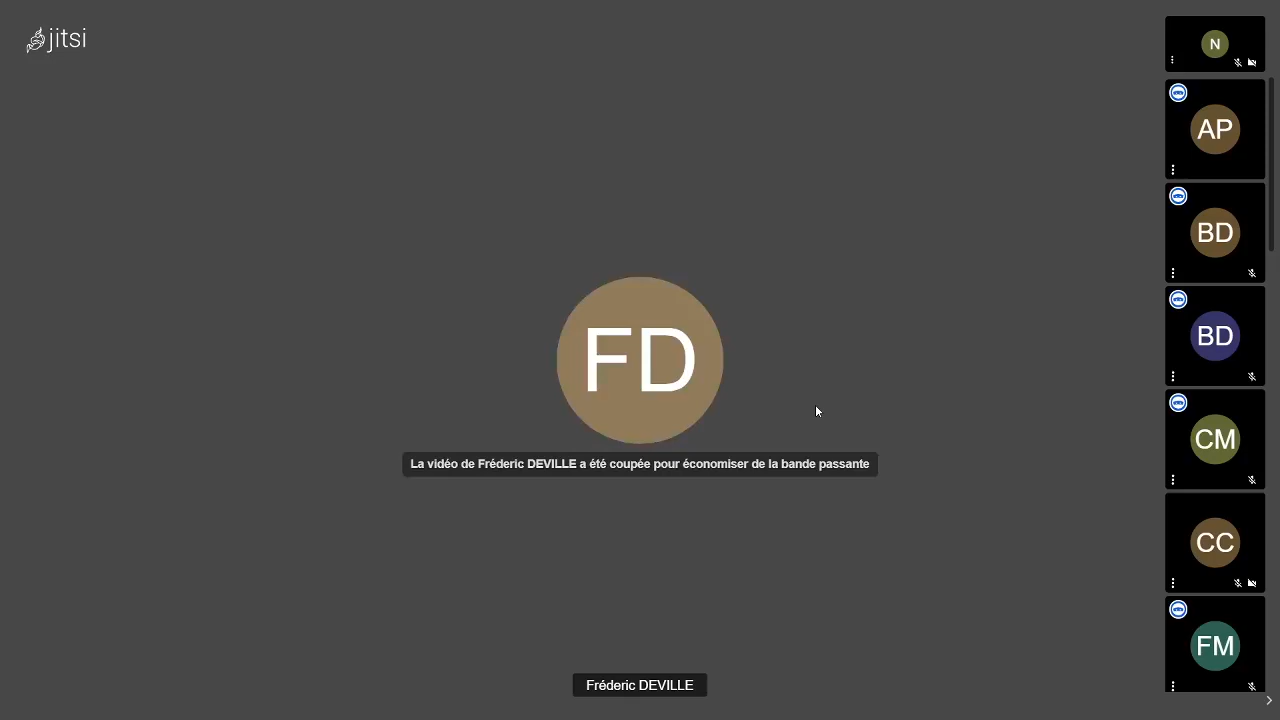 jitsi
N
AP
BD
BD
CM
CC
FM
FD
La vidéo de Fréderic DEVILLE a été coupée pour économiser de la bande passante
Fréderic DEVILLE